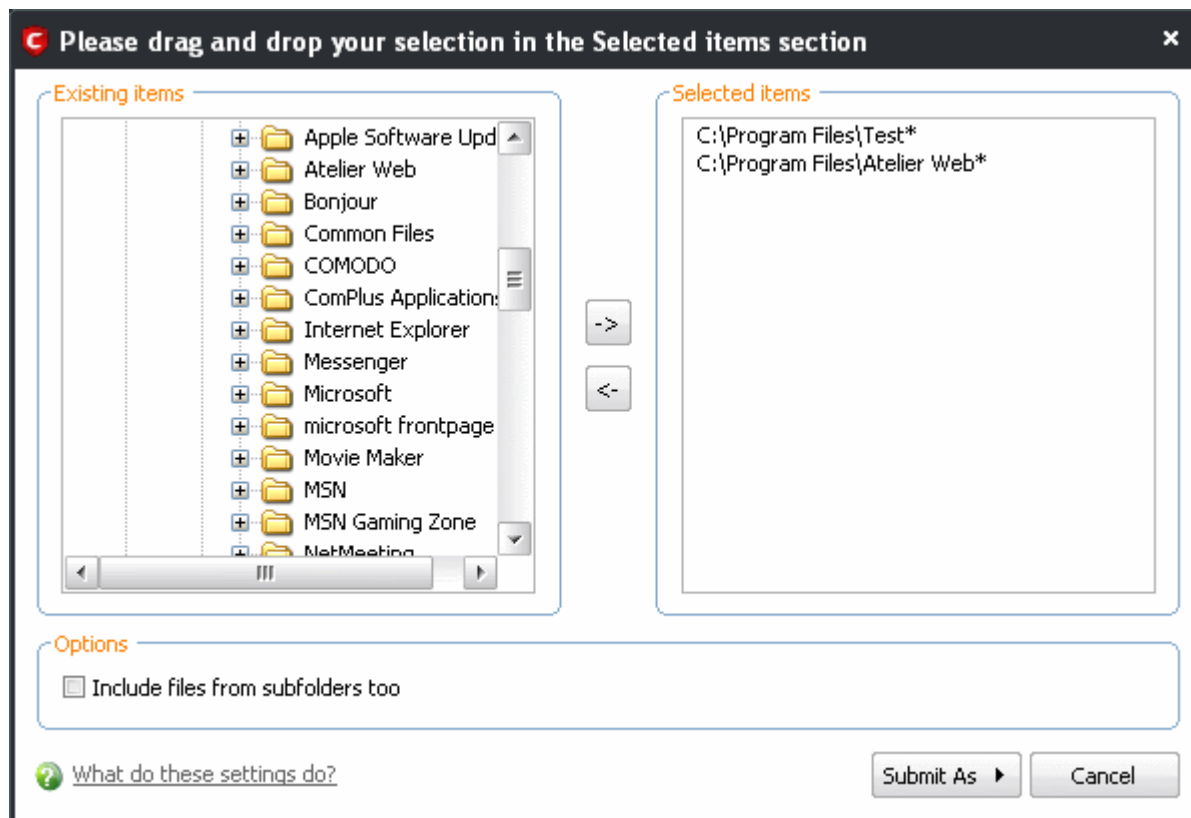 Please drag and drop your selection in the Selected items section
Existing items
Apple Software Upd
Atelier Web
Bonjour
Common Files
COMODO
ComPlus Application
Internet Explorer
Messenger
Microsoft
microsoft frontpage
Movie Maker
MSN
MSN Gaming Zone
NetMeeting
->
<-
Selected items
C:\Program Files\Test*
C:\Program Files\Atelier Web*
Options
Include files from subfolders too
What do these settings do?
Submit As
Cancel